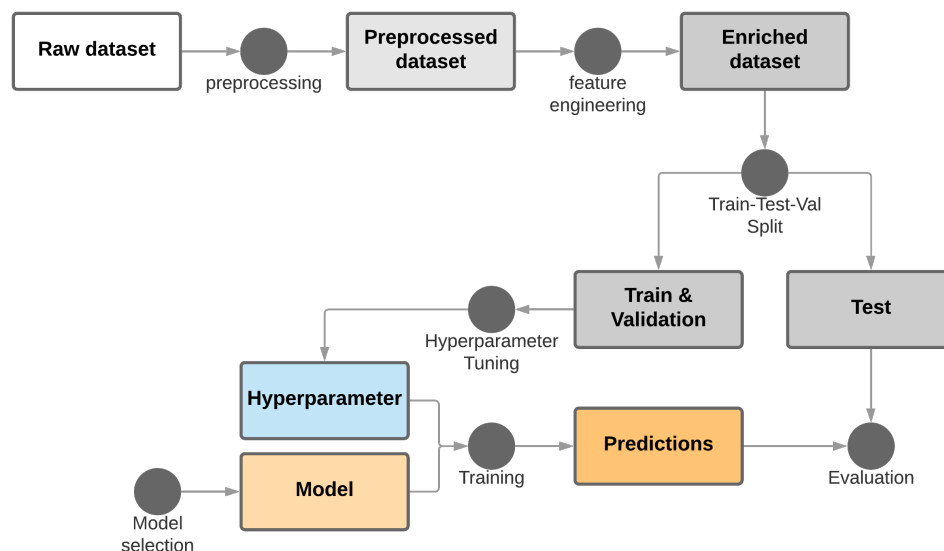 Raw dataset
preprocessing
Preprocessed
dataset
feature
engineering
Enriched
dataset
Train-Test-Val
Split
Train &
Validation
Test
Hyperparameter
Tuning
Hyperparameter
Model
selection
Model
Training
Predictions
Evaluation